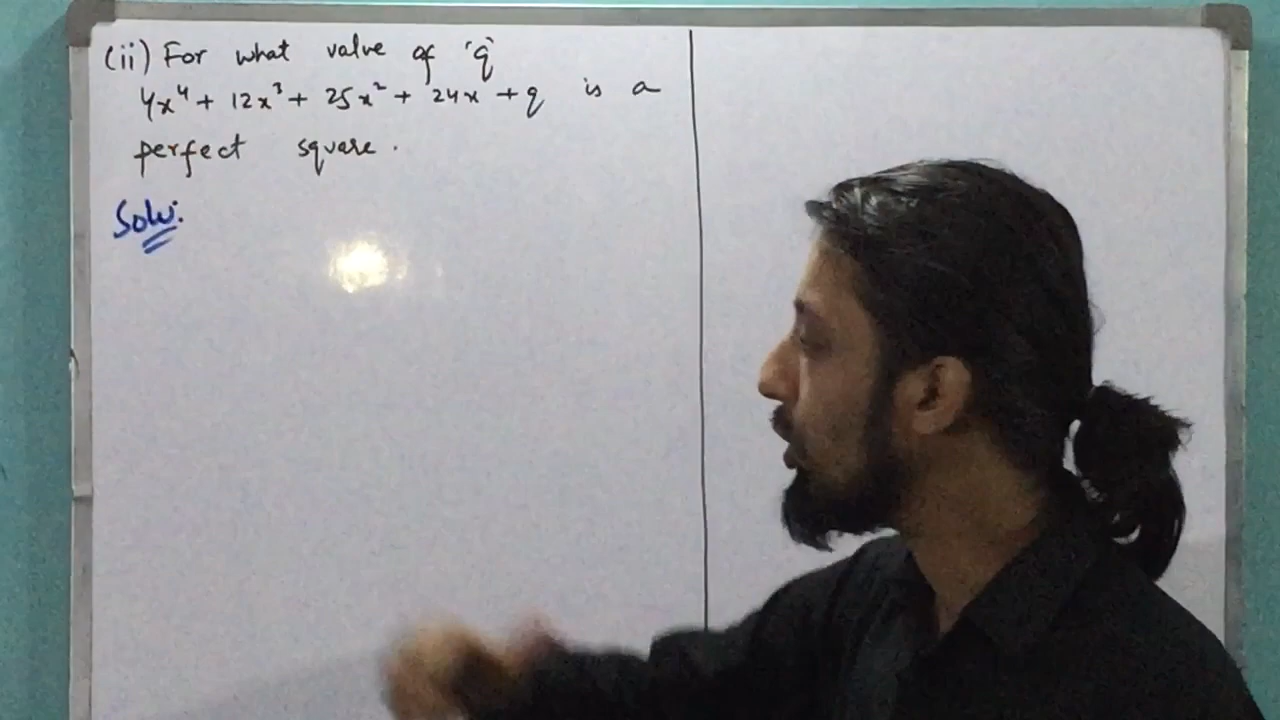 (ii) For what value of 'q'
4x⁴ + 12x³ + 25x² + 24x + q is a
perfect square.
Solu: